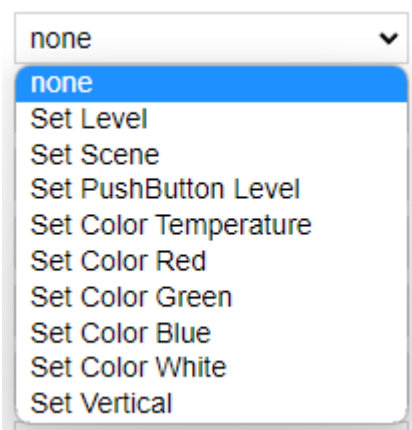 none
none
Set Level
Set Scene
Set PushButton Level
Set Color Temperature
Set Color Red
Set Color Green
Set Color Blue
Set Color White
Set Vertical